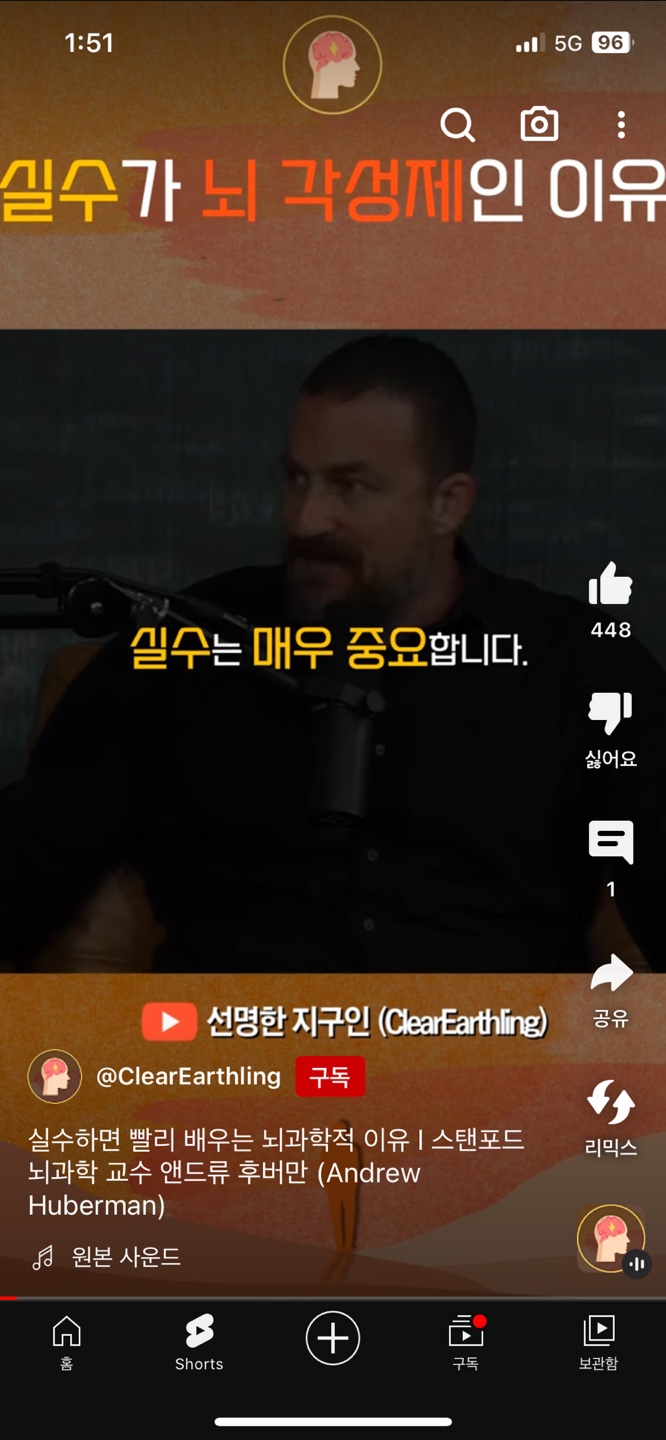 1:51
5G
96
실수가 뇌 각성제인 이유
실수는 매우 중요합니다.
448
싫어요
1
공유
선명한 지구인 (ClearEarthling)
@ClearEarthling
구독
리믹스
실수하면 빨리 배우는 뇌과학적 이유 l 스탠포드
뇌과학 교수 앤드류 후버만 (Andrew
Huberman)
원본 사운드
홈
Shorts
구독
보관함